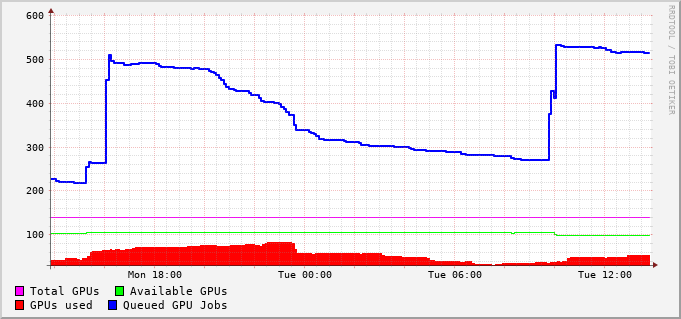 600
500
400
300
200
100
Mon 18:00 Tue 00:00 Tue 06:00 Tue 12:00
Total GPUs Available GPUs
GPUs used Queued GPU Jobs
RRDTOOL / TOBI OETIKER